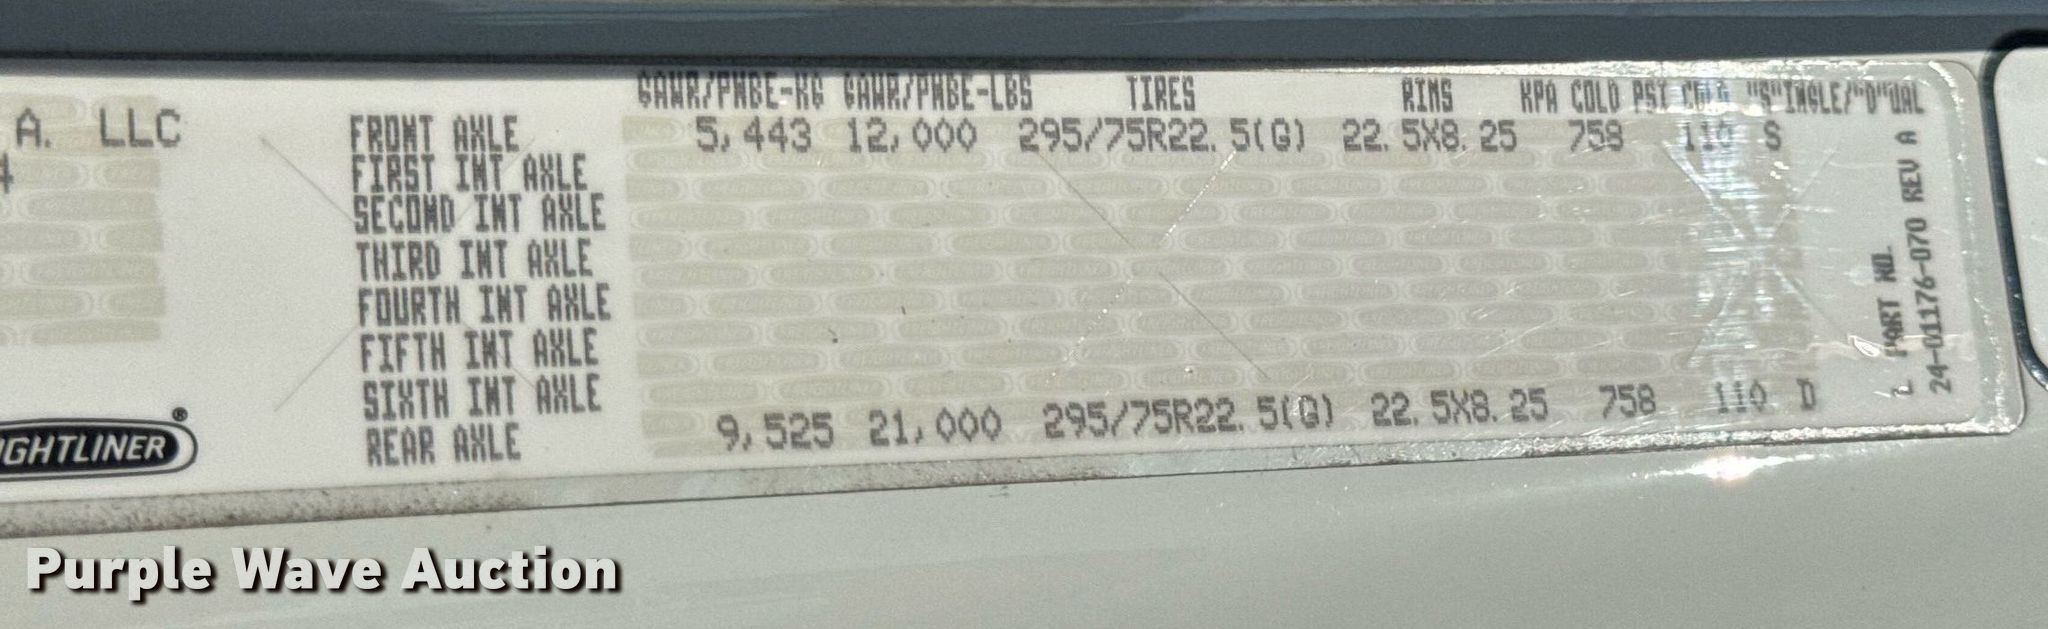 GAWR/PNBE-KG GAWR/PNBE-LBS TIRES RIMS KPA COLD PSI COLD "S"INGLE/"D"UAL
A. LLC
4
FRONT AXLE 5,443 12,000 295/75R22.5(G) 22.5X8.25 758 110 S
FIRST INT AXLE
SECOND INT AXLE
THIRD INT AXLE
FOURTH INT AXLE
FIFTH INT AXLE
SIXTH INT AXLE
REAR AXLE 9,525 21,000 295/75R22.5(G) 22.5X8.25 758 110 D
PART NO.
24-01176-070 REV A
IGHTLINER®
Purple Wave Auction